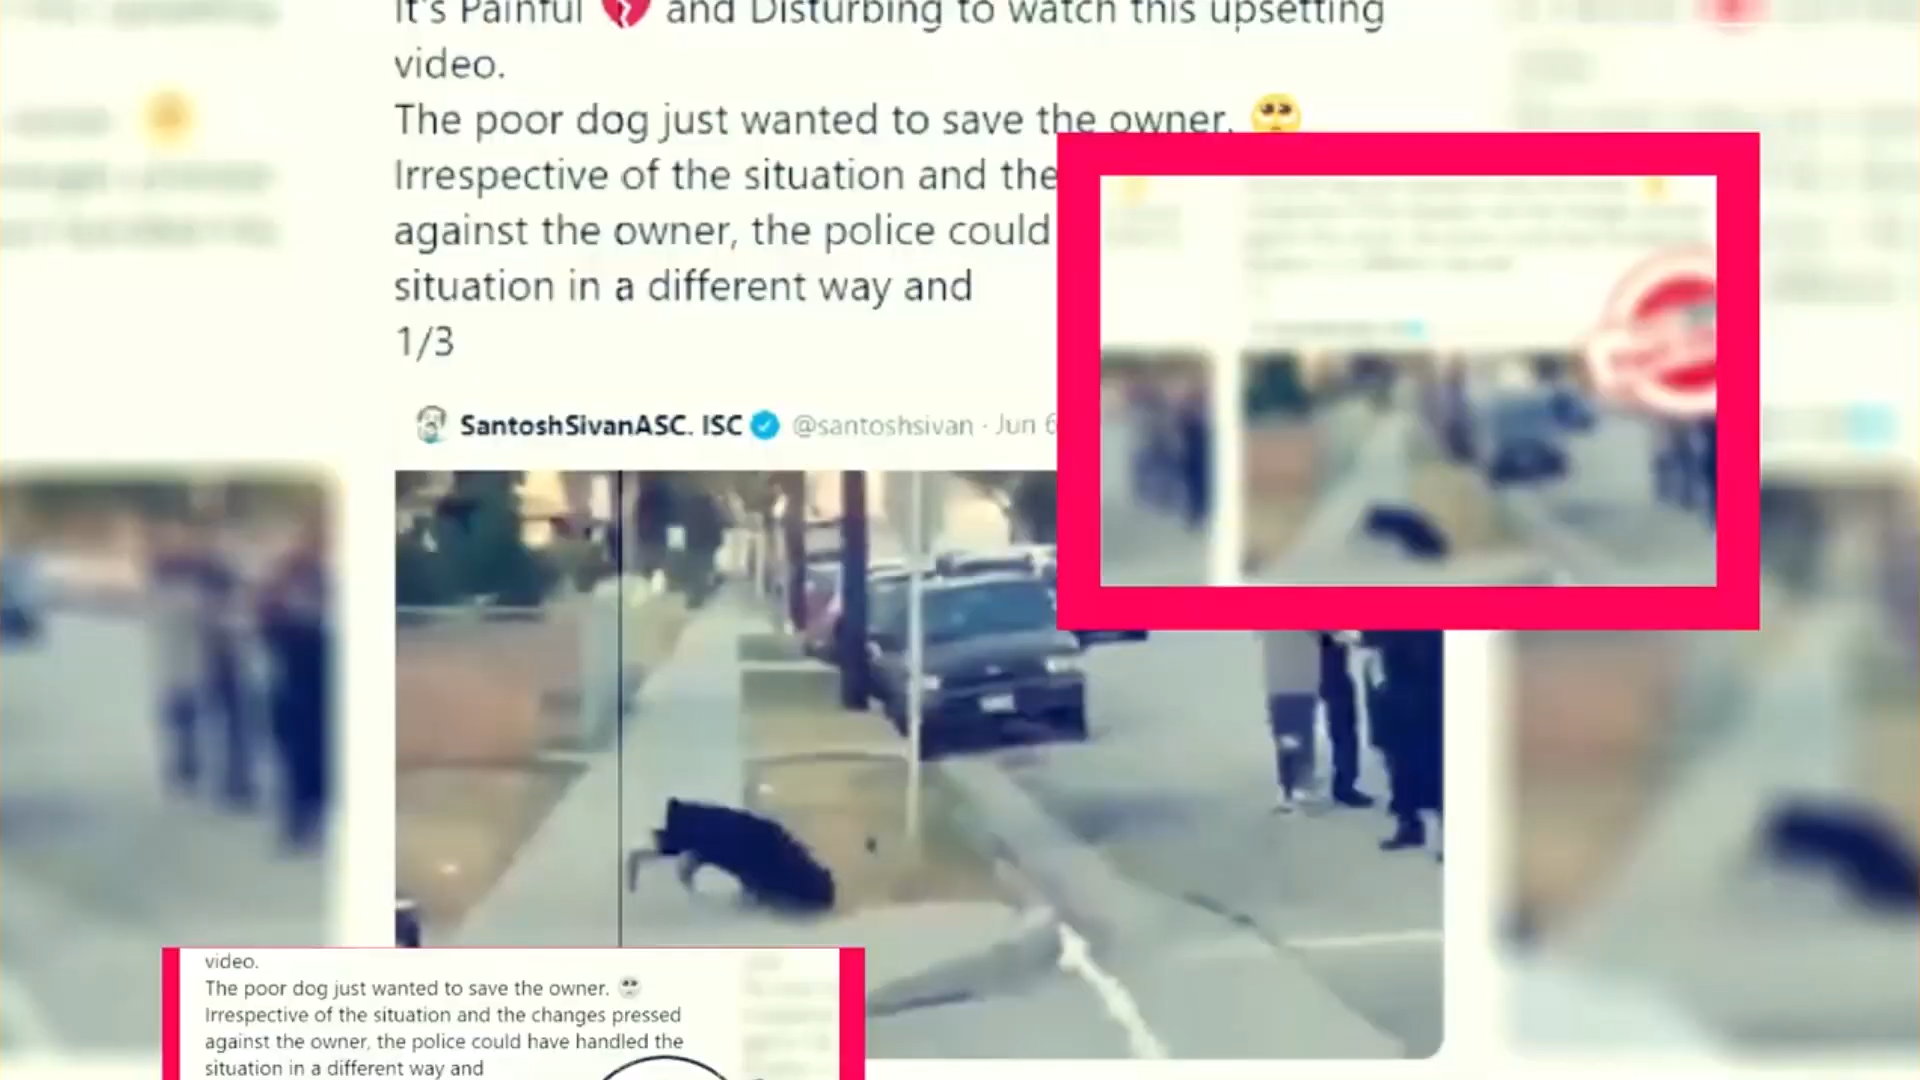 It's Painful 💔 and Disturbing to watch this upsetting
video.
The poor dog just wanted to save the owner. 🥺
Irrespective of the situation and the
against the owner, the police could
situation in a different way and
1/3
SantoshSivanASC. ISC @santoshsivan · Jun 6
video.
The poor dog just wanted to save the owner. 🥺
Irrespective of the situation and the changes pressed
against the owner, the police could have handled the
situation in a different way and